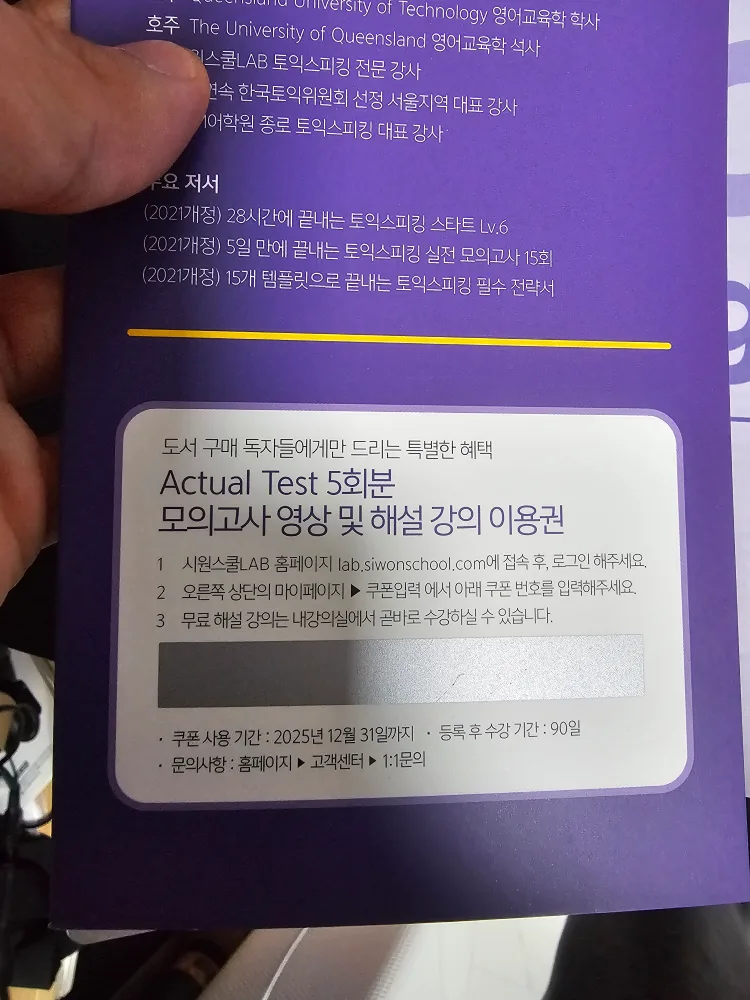 Queensland University of Technology 영어교육학 학사
호주 The University of Queensland 영어교육학 석사
시원스쿨LAB 토익스피킹 전문 강사
연속 한국토익위원회 선정 서울지역 대표 강사
종로 토익스피킹 대표 강사
주요 저서
(2021개정) 28시간에 끝내는 토익스피킹 스타트 Lv.6
(2021개정) 5일 만에 끝내는 토익스피킹 실전 모의고사 15회
(2021개정) 15개 템플릿으로 끝내는 토익스피킹 필수 전략서
도서 구매 독자들에게만 드리는 특별한 혜택
Actual Test 5회분
모의고사 영상 및 해설 강의 이용권
1 시원스쿨LAB 홈페이지 lab.siwonschool.com에 접속 후, 로그인 해주세요.
2 오른쪽 상단의 마이페이지 ▶ 쿠폰입력 에서 아래 쿠폰 번호를 입력해주세요.
3 무료 해설 강의는 내강의실에서 곧바로 수강하실 수 있습니다.
· 쿠폰 사용 기간 : 2025년 12월 31일까지 · 등록 후 수강 기간 : 90일
· 문의사항 : 홈페이지 ▶ 고객센터 ▶ 1:1문의